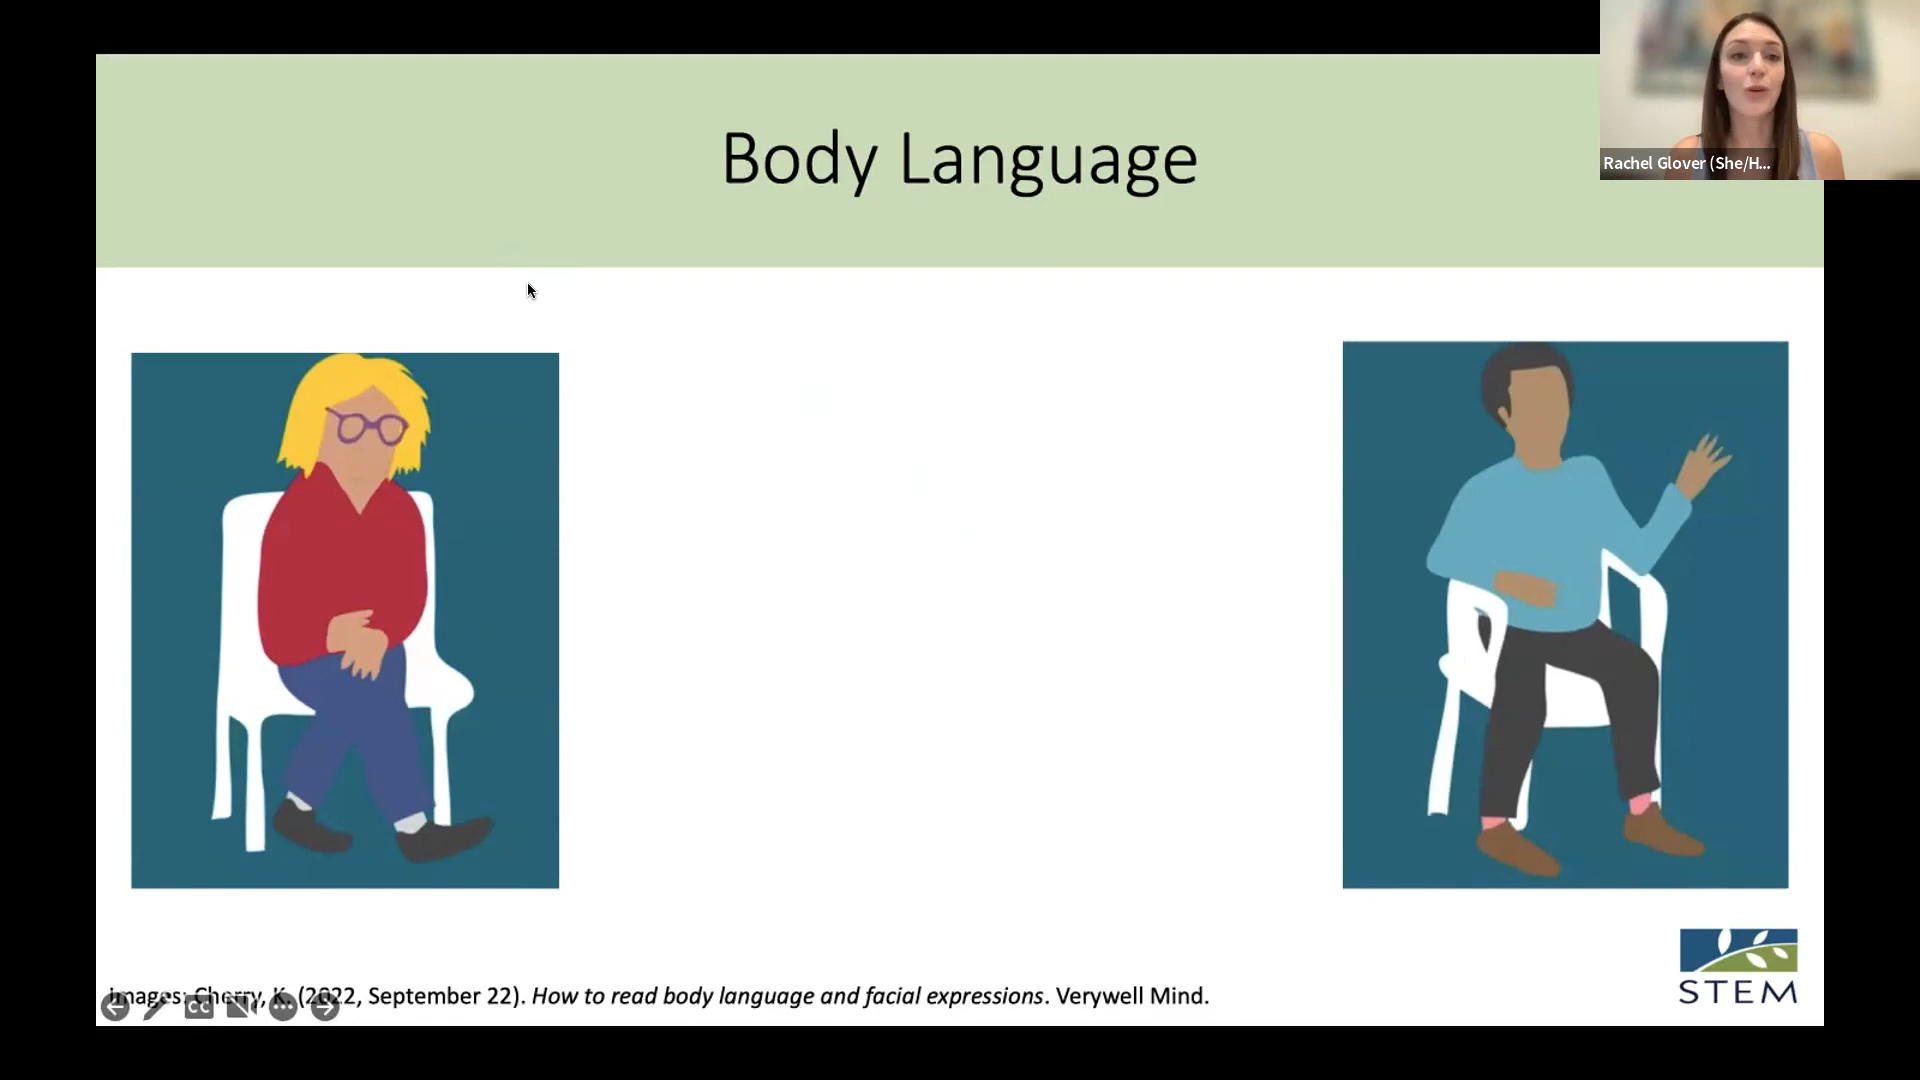 Body Language
Rachel Glover (She/H...
Images: Cherry, K. (2022, September 22). How to read body language and facial expressions. Verywell Mind.
CC
STEM